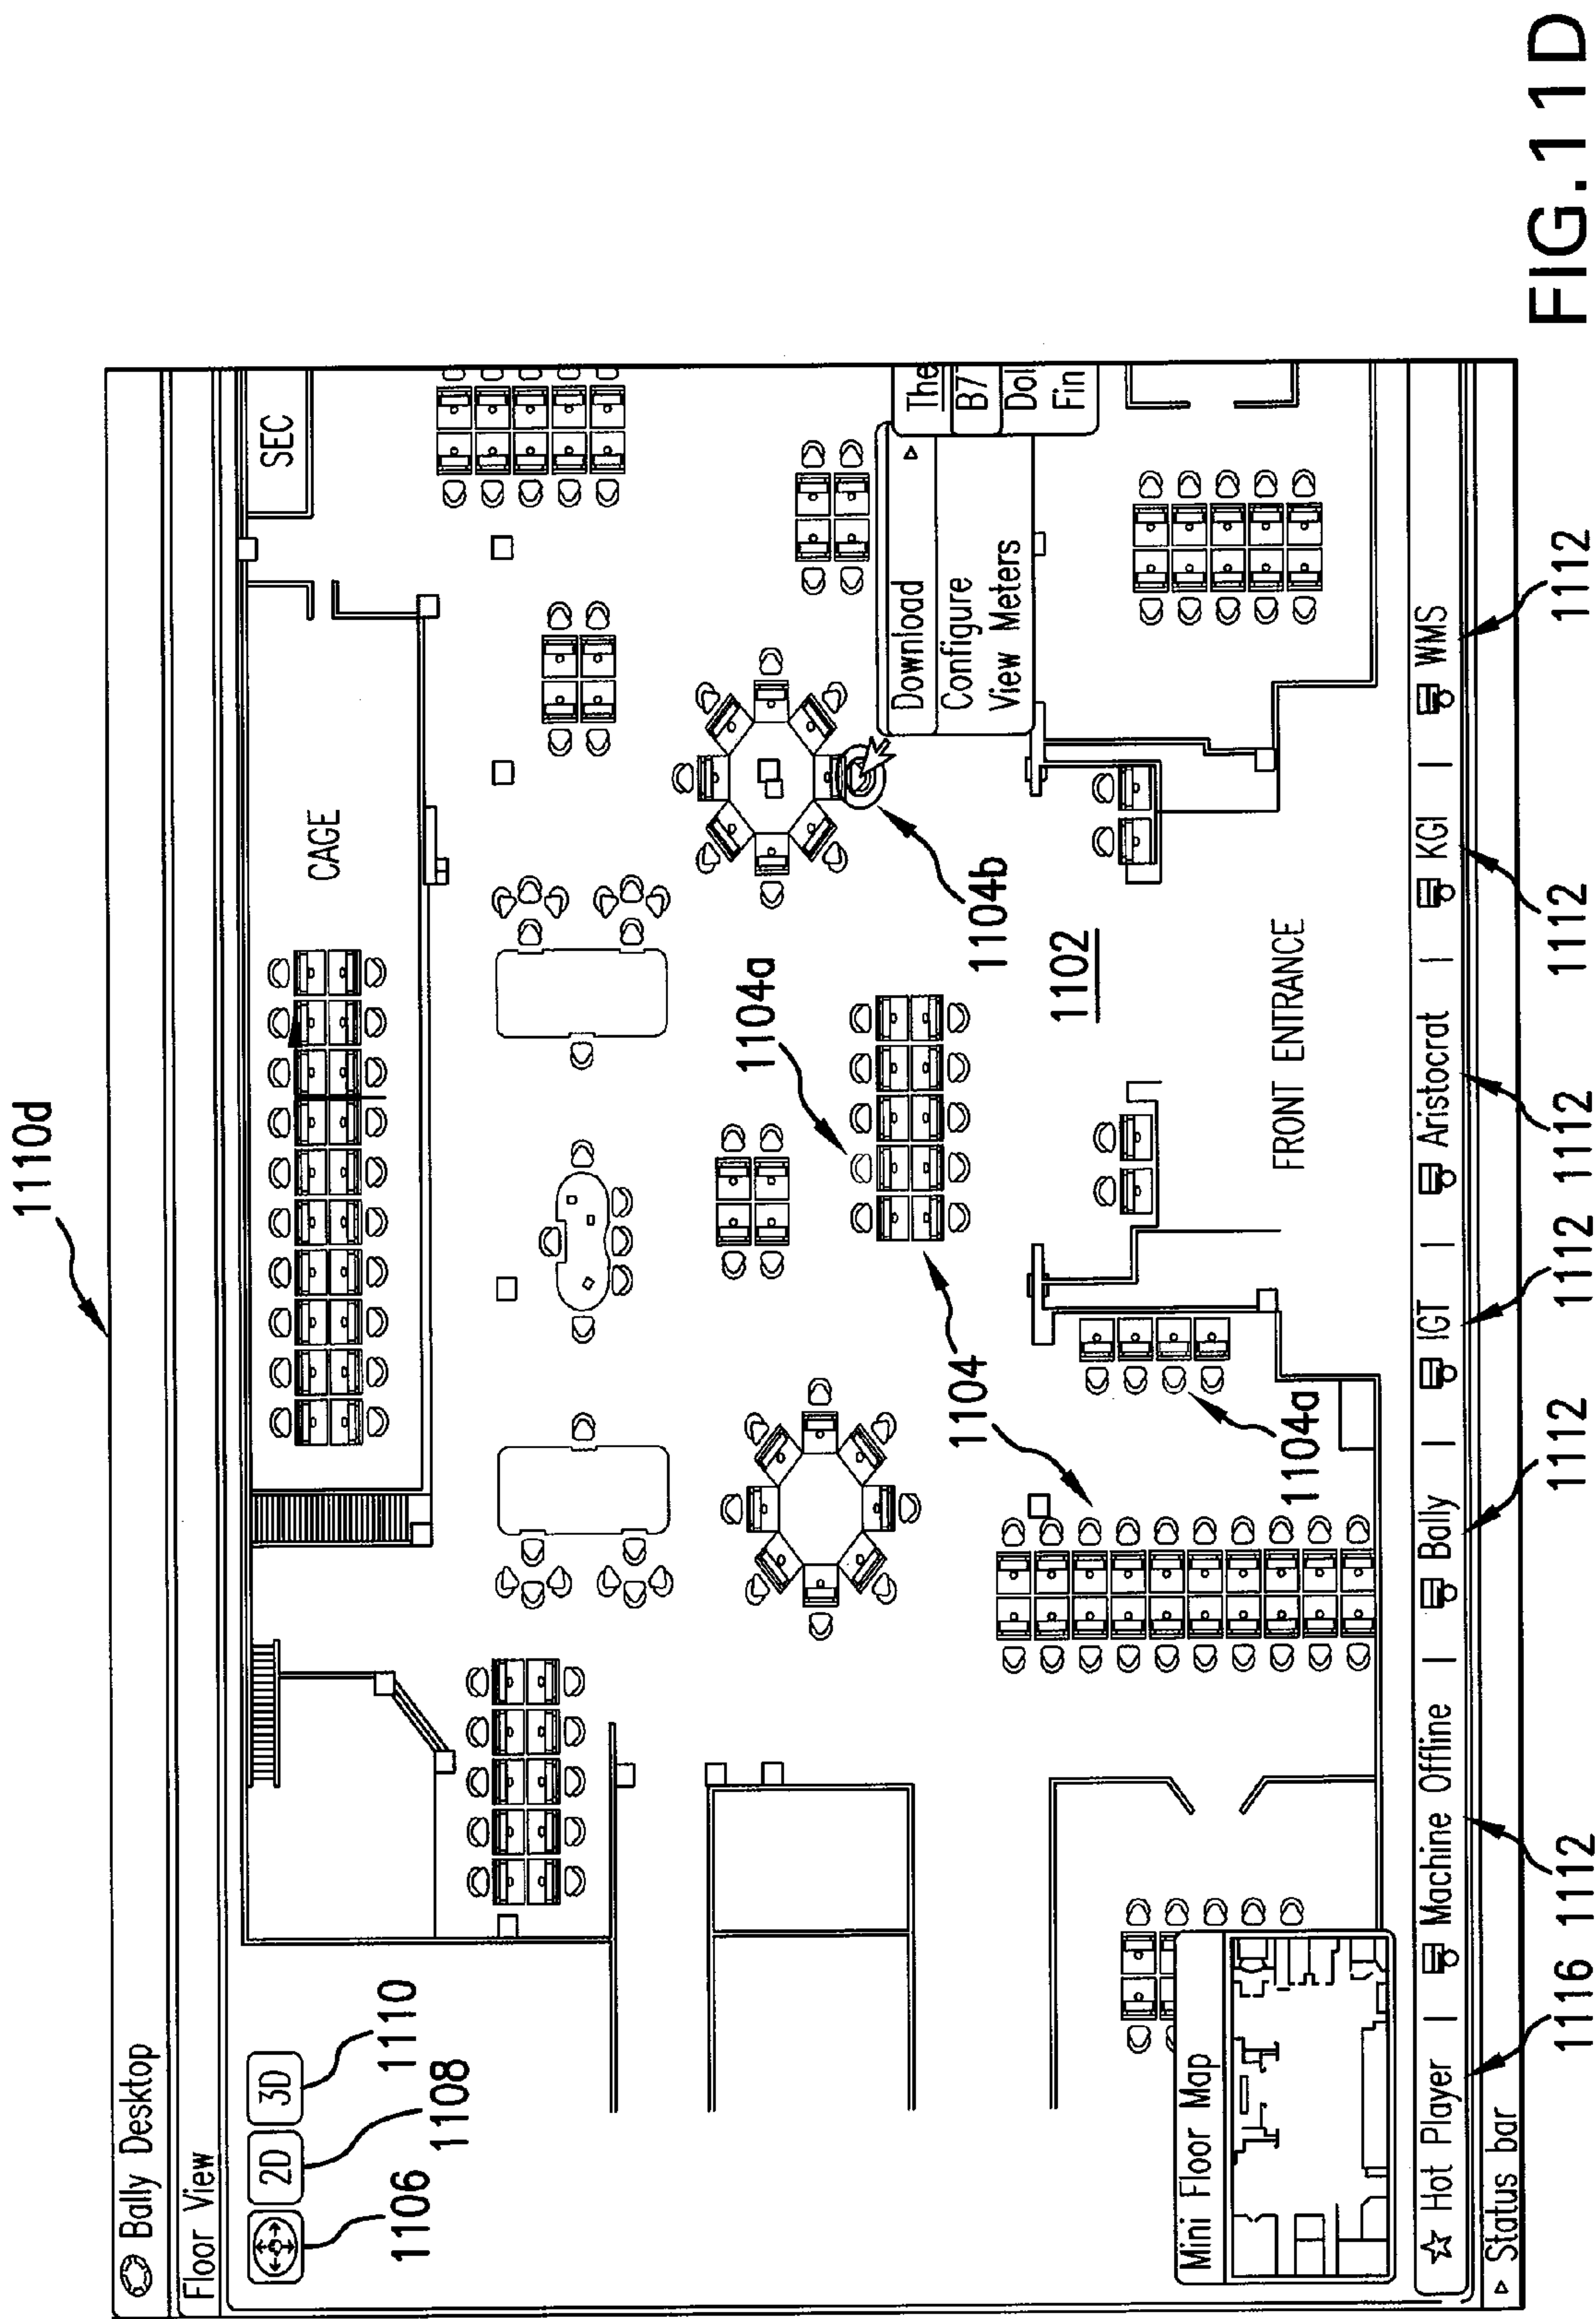 1110d
Bally Desktop
Floor View
2D
3D
1106
1108
1110
CAGE
SEC
1104a
1104b
1104
1102
1104a
Download
Configure
View Meters
The
B7
Dol
Fin
FRONT ENTRANCE
Mini Floor Map
Hot Player | Machine Offline | Bally | IGT | Aristocrat | KGI | WMS
Status bar
1116 1112 1112 1112 1112 1112 1112
FIG.11D